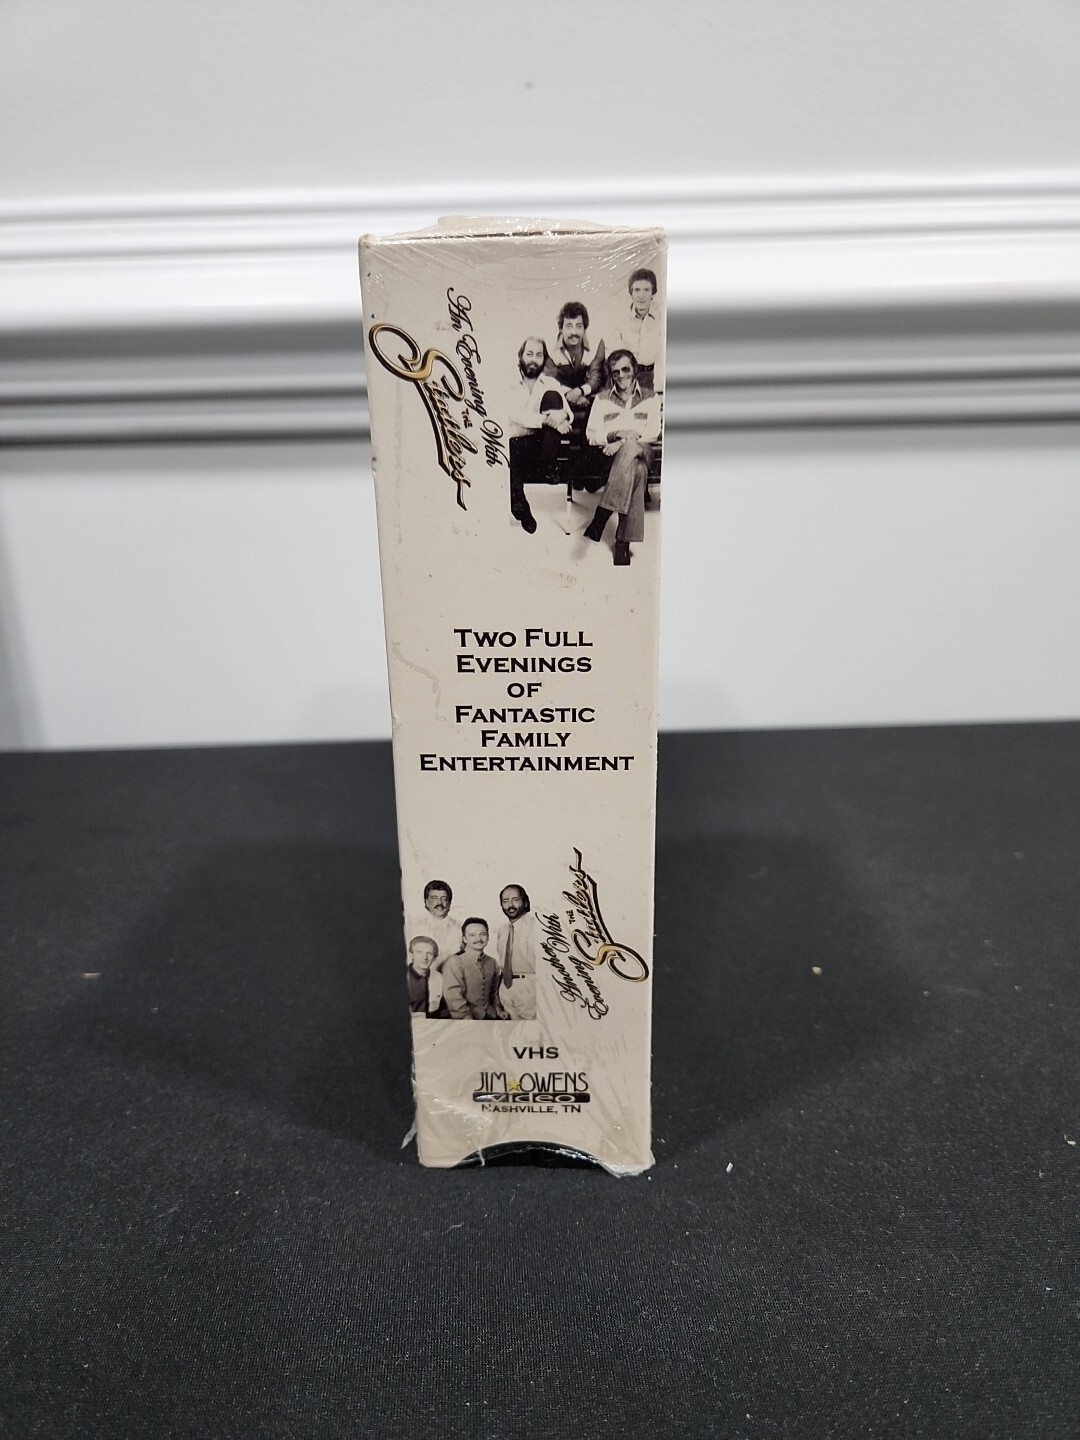 An Evening With
THE
Statlers
TWO FULL
EVENINGS
OF
FANTASTIC
FAMILY
ENTERTAINMENT
Another
Evening With
THE
Statlers
VHS
JIM OWENS
video
NASHVILLE, TN